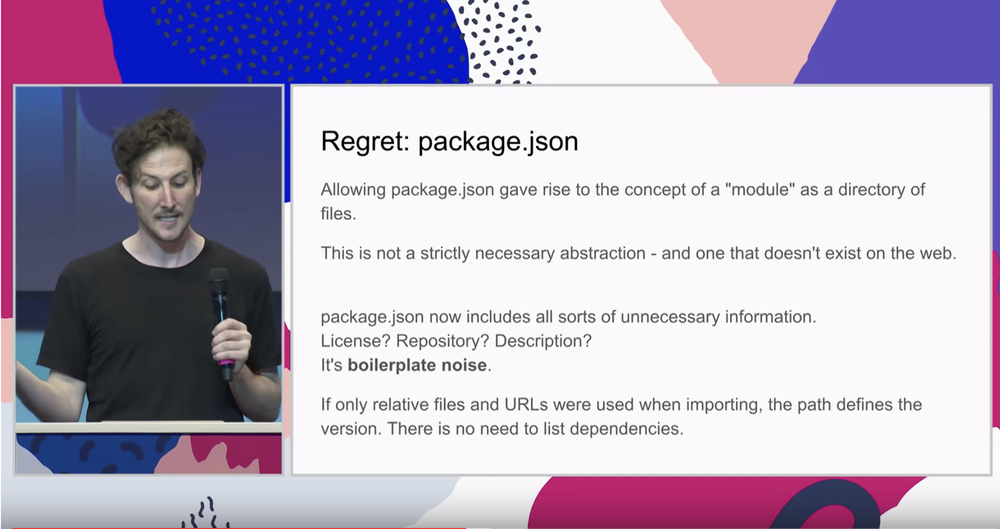 Regret: package.json
Allowing package.json gave rise to the concept of a "module" as a directory of
files.
This is not a strictly necessary abstraction - and one that doesn't exist on the web.
package.json now includes all sorts of unnecessary information.
License? Repository? Description?
It's boilerplate noise.
If only relative files and URLs were used when importing, the path defines the
version. There is no need to list dependencies.